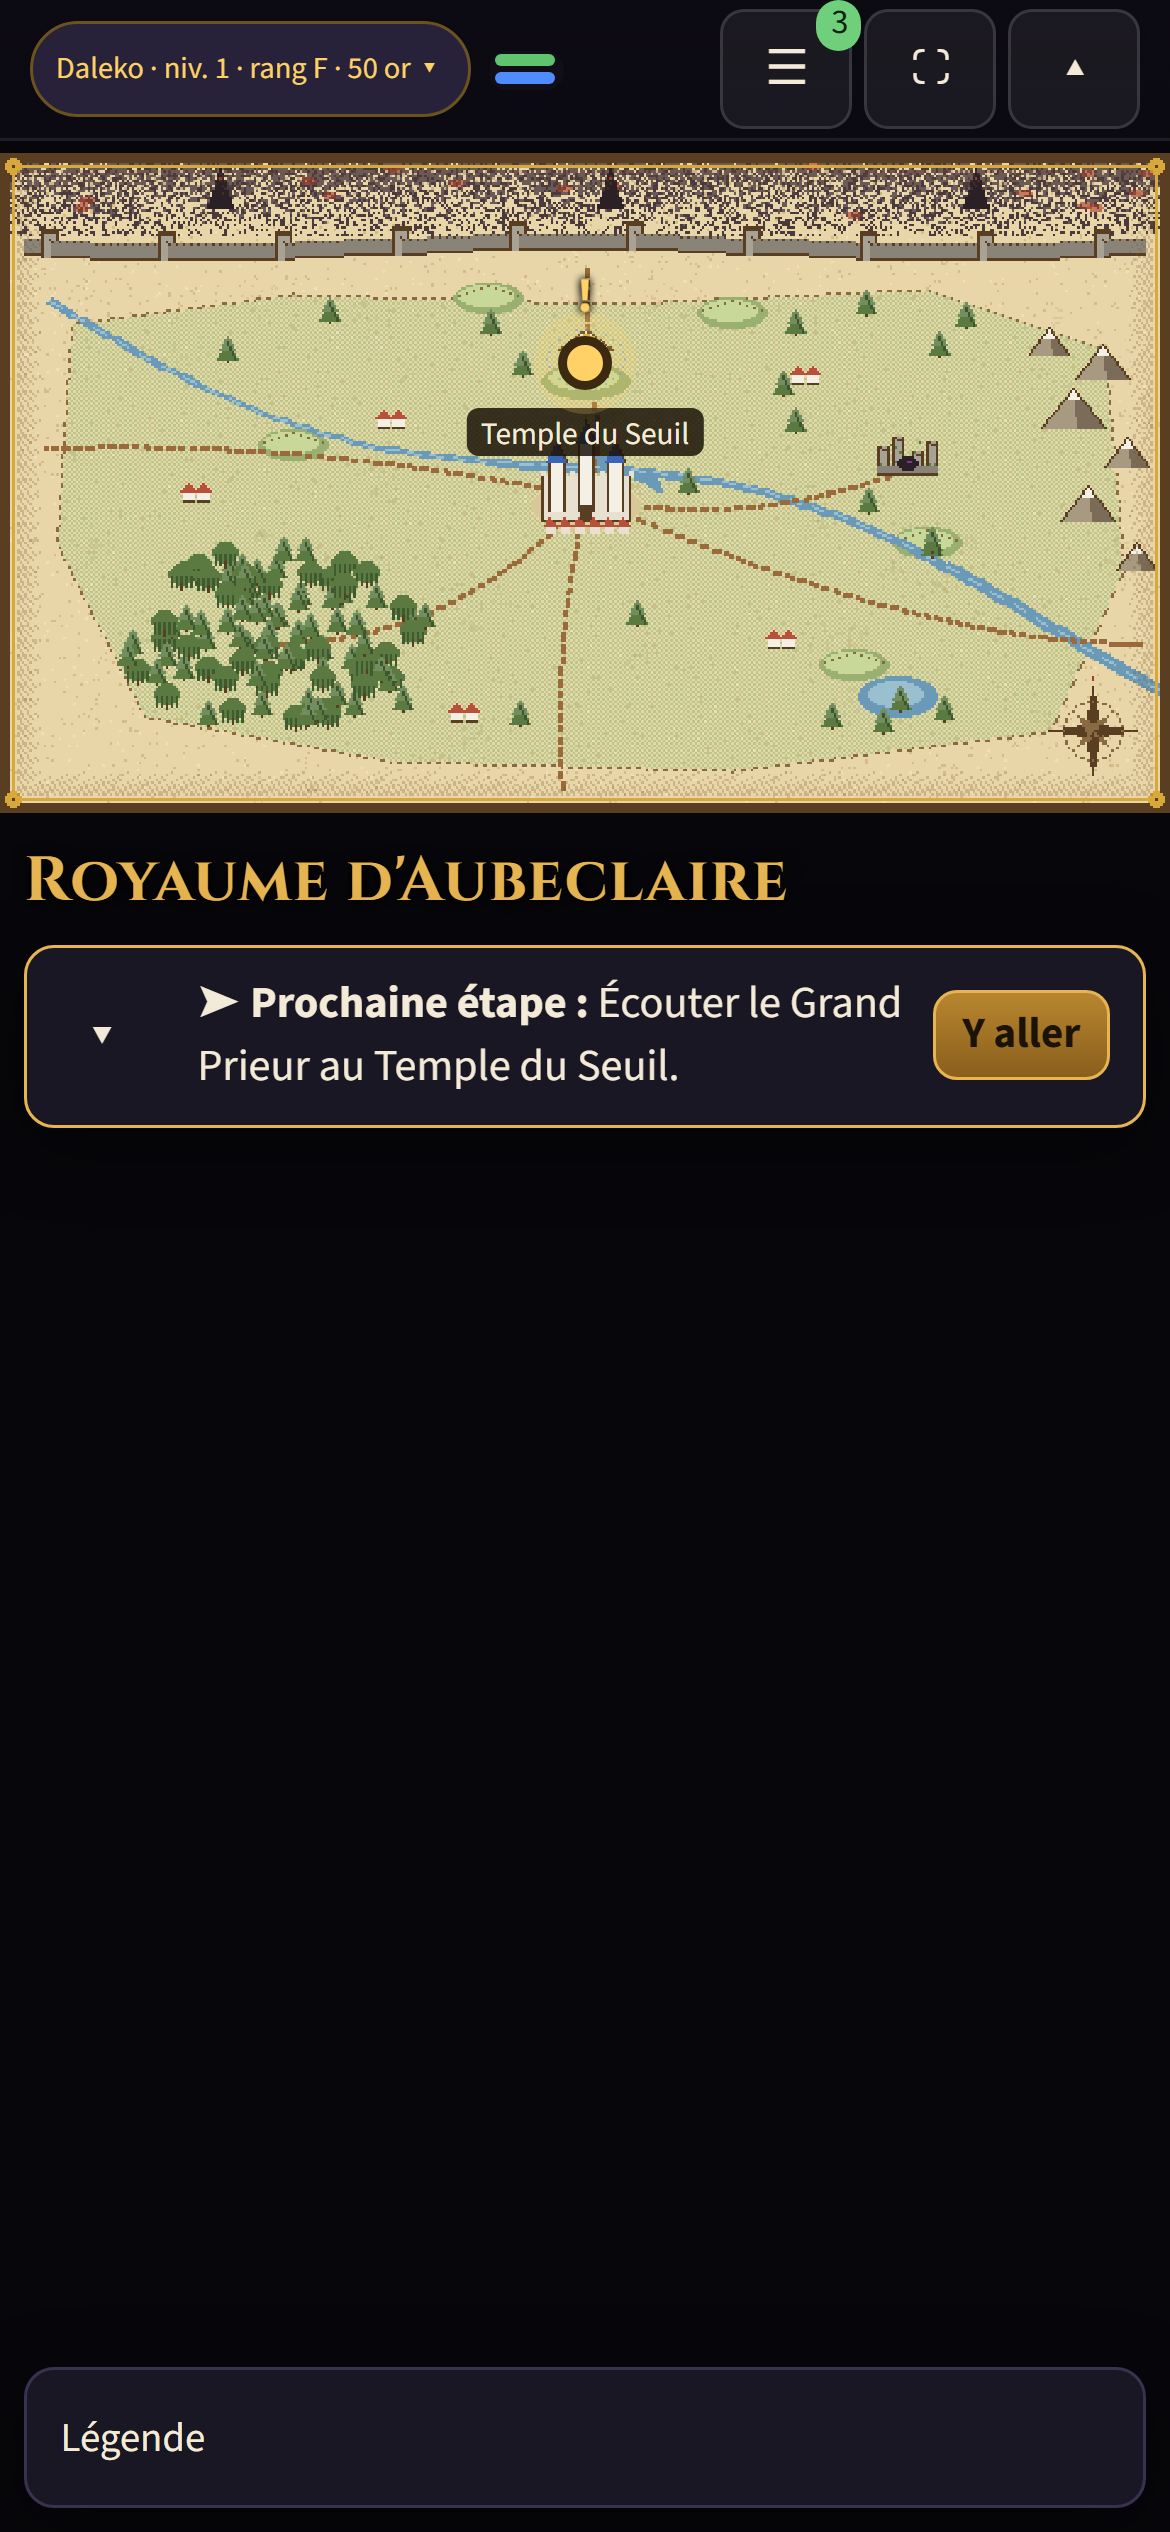 Daleko · niv. 1 · rang F · 50 or ▼
3
Temple du Seuil
Royaume d'Aubeclaire
➤ Prochaine étape : Écouter le Grand
Prieur au Temple du Seuil.
Y aller
Légende